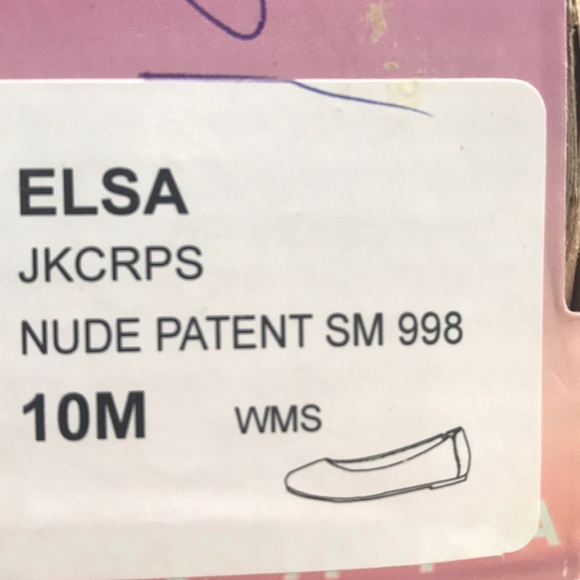 ELSA
JKCRPS
NUDE PATENT SM 998
10M WMS